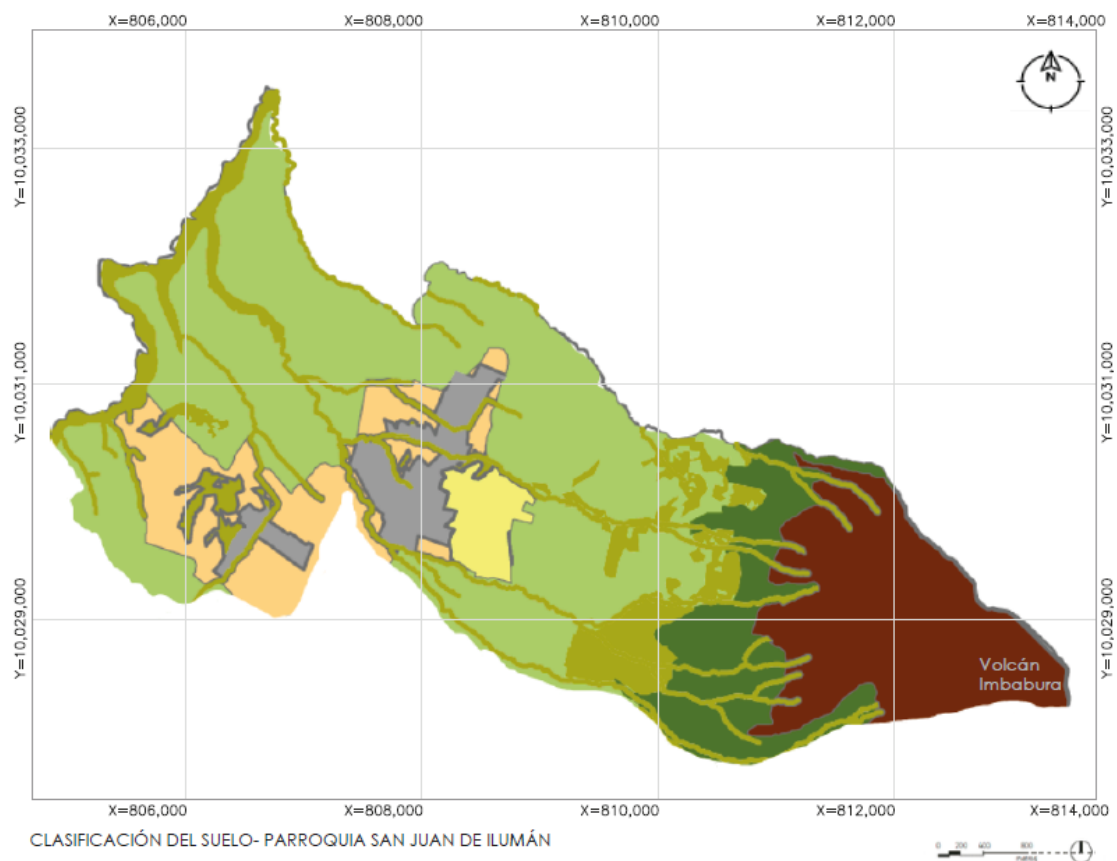 X=806,000 X=808,000 X=810,000 X=812,000 X=814,000
N
Y=10,033,000 Y=10,033,000
Y=10,031,000 Y=10,031,000
Y=10,029,000 Y=10,029,000
Volcán
Imbabura
X=806,000 X=808,000 X=810,000 X=812,000 X=814,000
CLASIFICACIÓN DEL SUELO- PARROQUIA SAN JUAN DE ILUMÁN
0 200 400 800